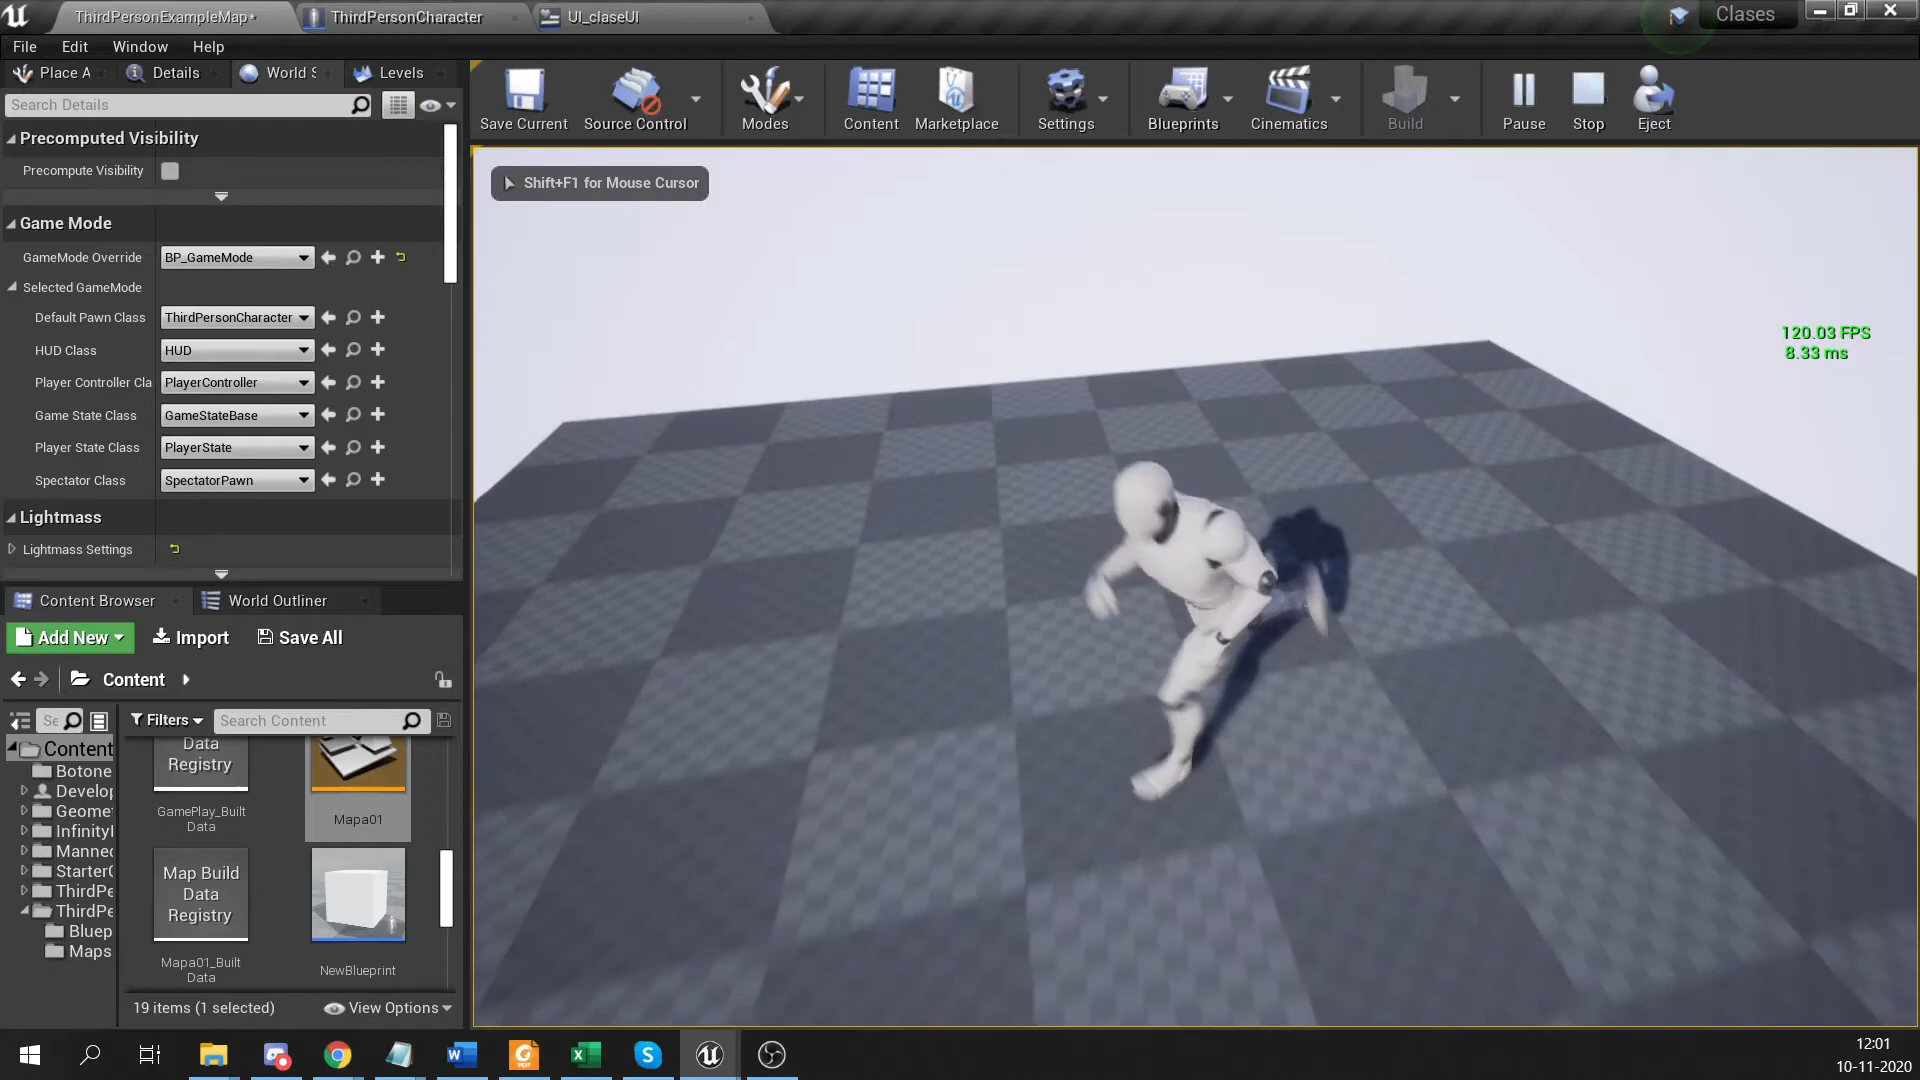 ThirdPersonExampleMap*
ThirdPersonCharacter
UI_claseUI
Clases
File Edit Window Help
Place A
Details
World S
Levels
Search Details
Save Current
Source Control
Modes
Content
Marketplace
Settings
Blueprints
Cinematics
Build
Pause
Stop
Eject
Precomputed Visibility
Precompute Visibility
Game Mode
GameMode Override BP_GameMode
Selected GameMode
Default Pawn Class ThirdPersonCharacter
HUD Class HUD
Player Controller Cla PlayerController
Game State Class GameStateBase
Player State Class PlayerState
Spectator Class SpectatorPawn
Lightmass
Lightmass Settings
Shift+F1 for Mouse Cursor
120.03 FPS
8.33 ms
Content Browser
World Outliner
Add New
Import
Save All
Content
Se
Filters
Search Content
Content
Botone
Develop
Geomet
InfinityI
Manneq
StarterC
ThirdPe
ThirdPe
Bluep
Maps
Data
Registry
GamePlay_Built
Data
Mapa01
Map Build
Data
Registry
Mapa01_Built
Data
NewBlueprint
19 items (1 selected)
View Options
12:01
10-11-2020